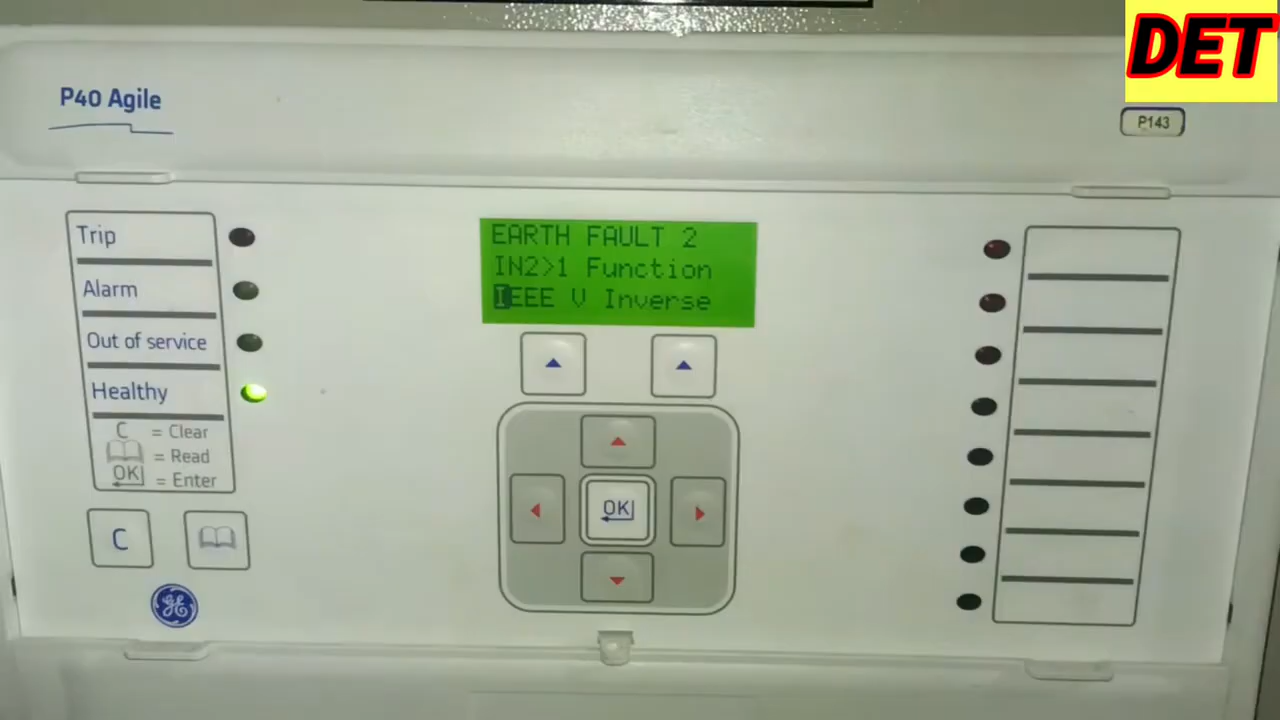 DET
P40 Agile
P143
Trip
Alarm
Out of service
Healthy
C = Clear
= Read
OK = Enter
EARTH FAULT 2
IN2>1 Function
IEEE V Inverse
OK
C
GE